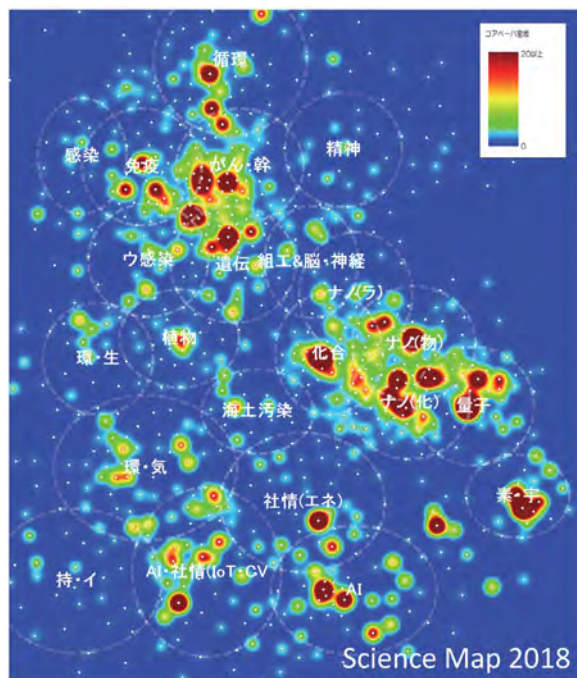 コアペーパ密度
20以上
0
循環
感染
免疫
がん・幹
精神
ウ感染
遺伝
組工&脳・神経
ナノ(ラ)
環・生
植物
化合
ナノ(物)
海土汚染
ナノ(化)
量子
環・気
社情(エネ)
素・宇
持・イ
AI・社情(IoT・CV
AI
Science Map 2018